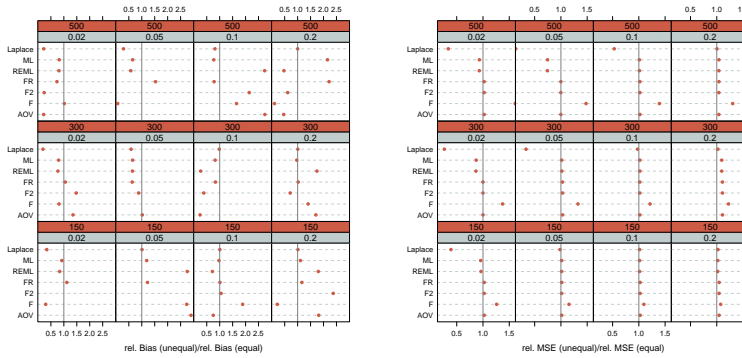 0.5 1.0 1.5 2.0 2.5 0.5 1.0 1.5 2.0 2.5
0.5 1.0 1.5 0.5 1.0 1.5
500 500 500 500
0.02 0.05 0.1 0.2
Laplace
ML
REML
FR
F2
F
AOV
300 300 300 300
0.02 0.05 0.1 0.2
Laplace
ML
REML
FR
F2
F
AOV
150 150 150 150
0.02 0.05 0.1 0.2
Laplace
ML
REML
FR
F2
F
AOV
0.5 1.0 1.5 2.0 2.5 0.5 1.0 1.5 2.0 2.5
rel. Bias (unequal)/rel. Bias (equal)
500 500 500 500
0.02 0.05 0.1 0.2
Laplace
ML
REML
FR
F2
F
AOV
300 300 300 300
0.02 0.05 0.1 0.2
Laplace
ML
REML
FR
F2
F
AOV
150 150 150 150
0.02 0.05 0.1 0.2
Laplace
ML
REML
FR
F2
F
AOV
0.5 1.0 1.5 0.5 1.0 1.5
rel. MSE (unequal)/rel. MSE (equal)